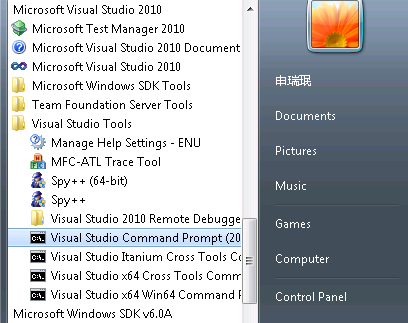 Microsoft Visual Studio 2010
Microsoft Test Manager 2010
Microsoft Visual Studio 2010 Document
Microsoft Visual Studio 2010
Microsoft Windows SDK Tools
Team Foundation Server Tools
Visual Studio Tools
Manage Help Settings - ENU
MFC-ATL Trace Tool
Spy++ (64-bit)
Spy++
Visual Studio 2010 Remote Debugge
Visual Studio Command Prompt (20
Visual Studio Itanium Cross Tools Co
Visual Studio x64 Cross Tools Comm
Visual Studio x64 Win64 Command P
Microsoft Windows SDK v6.0A
申瑞珉
Documents
Pictures
Music
Games
Computer
Control Panel